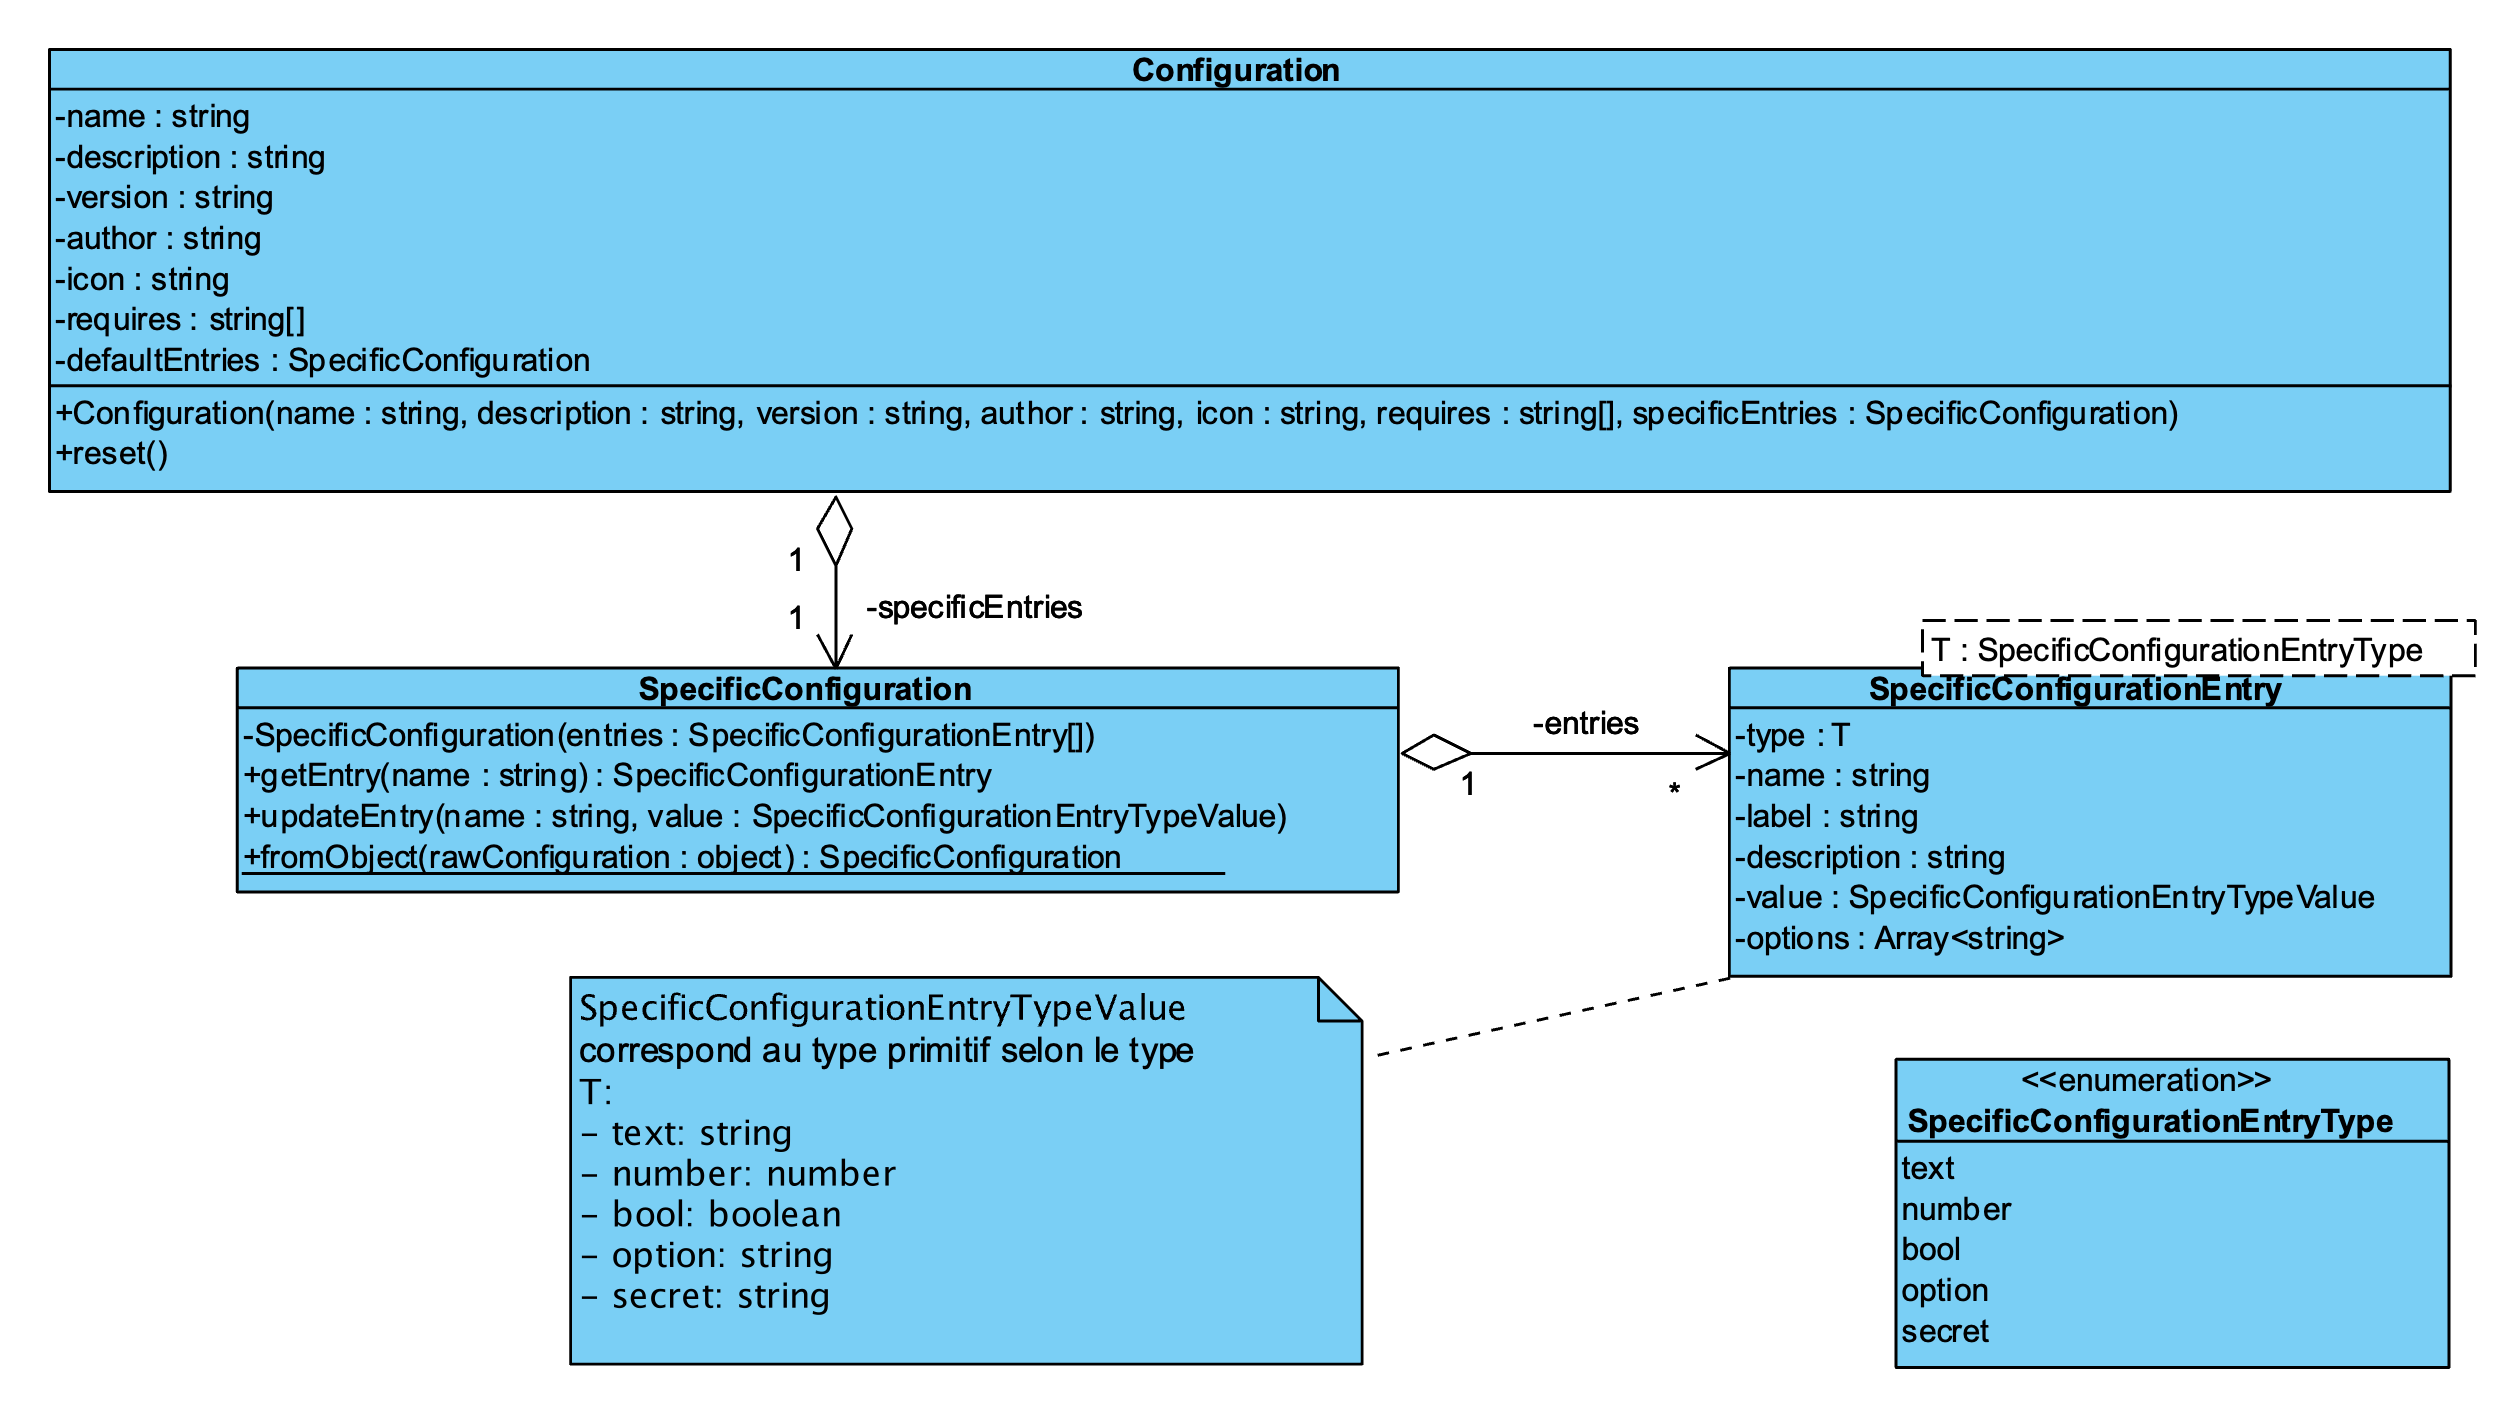 Configuration
-name : string
-description : string
-version : string
-author : string
-icon : string
-requires : string[]
-defaultEntries : SpecificConfiguration
+Configuration(name : string, description : string, version : string, author : string, icon : string, requires : string[], specificEntries : SpecificConfiguration)
+reset()
1
1
-specificEntries
SpecificConfiguration
-SpecificConfiguration(entries : SpecificConfigurationEntry[])
+getEntry(name : string) : SpecificConfigurationEntry
+updateEntry(name : string, value : SpecificConfigurationEntryTypeValue)
+fromObject(rawConfiguration : object) : SpecificConfiguration
-entries
1
*
T : SpecificConfigurationEntryType
SpecificConfigurationEntry
-type : T
-name : string
-label : string
-description : string
-value : SpecificConfigurationEntryTypeValue
-options : Array<string>
SpecificConfigurationEntryTypeValue
correspond au type primitif selon le type
T:
- text: string
- number: number
- bool: boolean
- option: string
- secret: string
<<enumeration>>
SpecificConfigurationEntryType
text
number
bool
option
secret